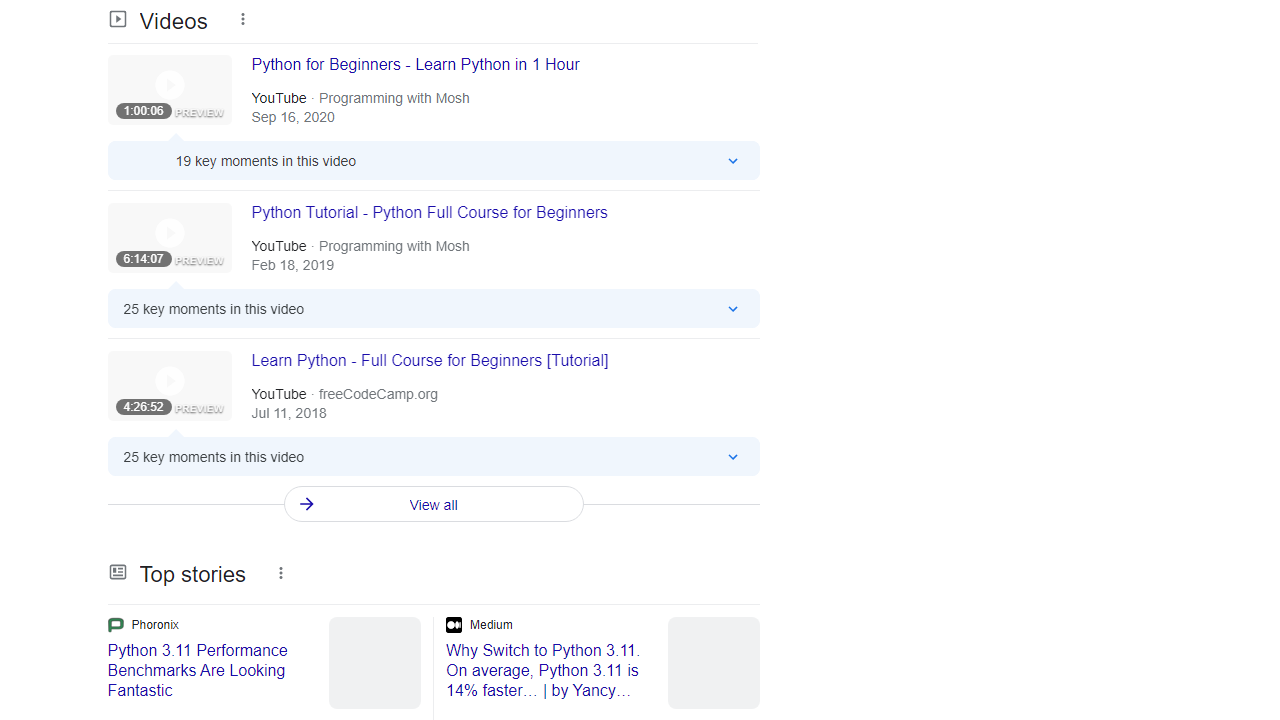 Videos
Python for Beginners - Learn Python in 1 Hour
1:00:06 PREVIEW
YouTube · Programming with Mosh
Sep 16, 2020
19 key moments in this video
Python Tutorial - Python Full Course for Beginners
6:14:07 PREVIEW
YouTube · Programming with Mosh
Feb 18, 2019
25 key moments in this video
Learn Python - Full Course for Beginners [Tutorial]
4:26:52 PREVIEW
YouTube · freeCodeCamp.org
Jul 11, 2018
25 key moments in this video
View all
Top stories
Phoronix
Python 3.11 Performance
Benchmarks Are Looking
Fantastic
Medium
Why Switch to Python 3.11.
On average, Python 3.11 is
14% faster… | by Yancy…